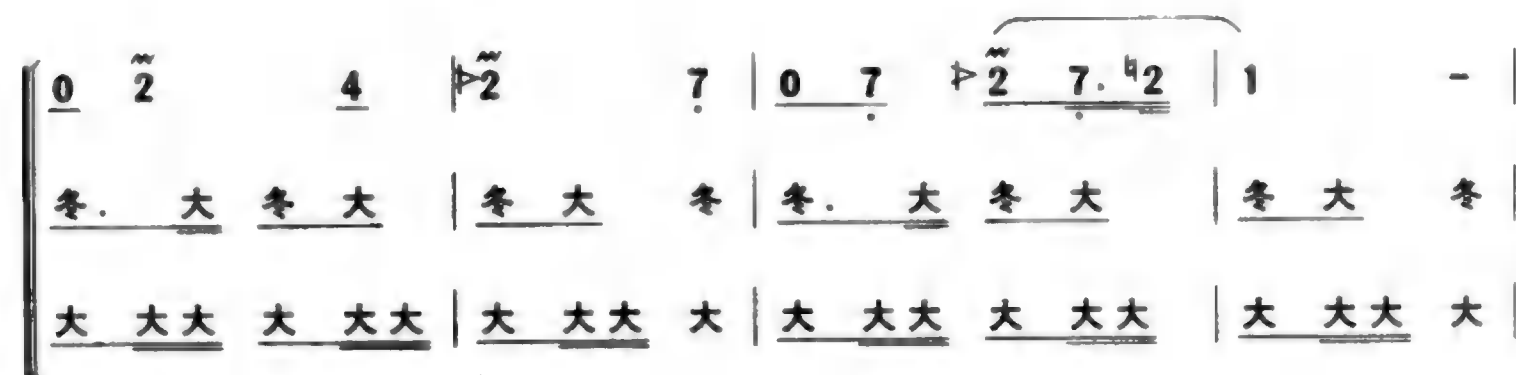 0 2 4 | 2 7 | 0 7 2 7. ♮2 | 1 - |
冬. 大 冬 大 | 冬 大 冬 | 冬. 大 冬 大 | 冬 大 冬 |
大 大大 大 大大 | 大 大大 大 | 大 大大 大 大大 | 大 大大 大 |